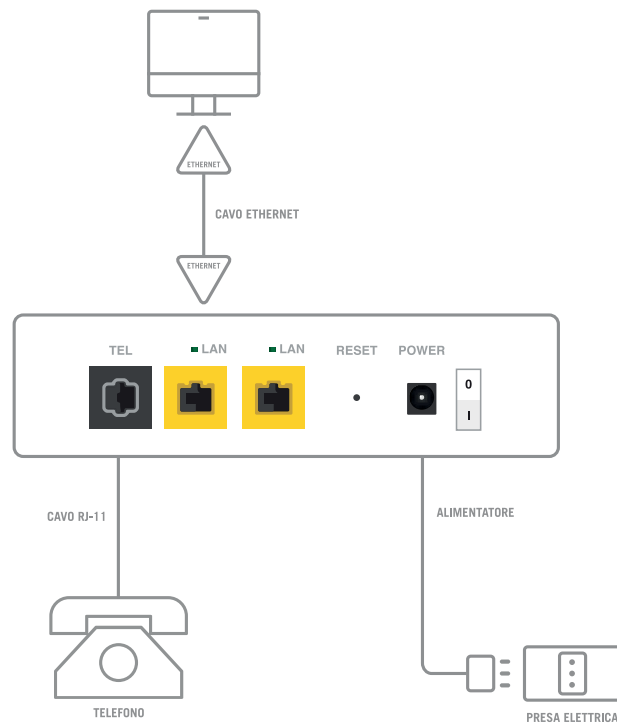 ETHERNET
CAVO ETHERNET
ETHERNET
TEL LAN LAN RESET POWER
0
I
CAVO RJ-11
ALIMENTATORE
TELEFONO
PRESA ELETTRICA